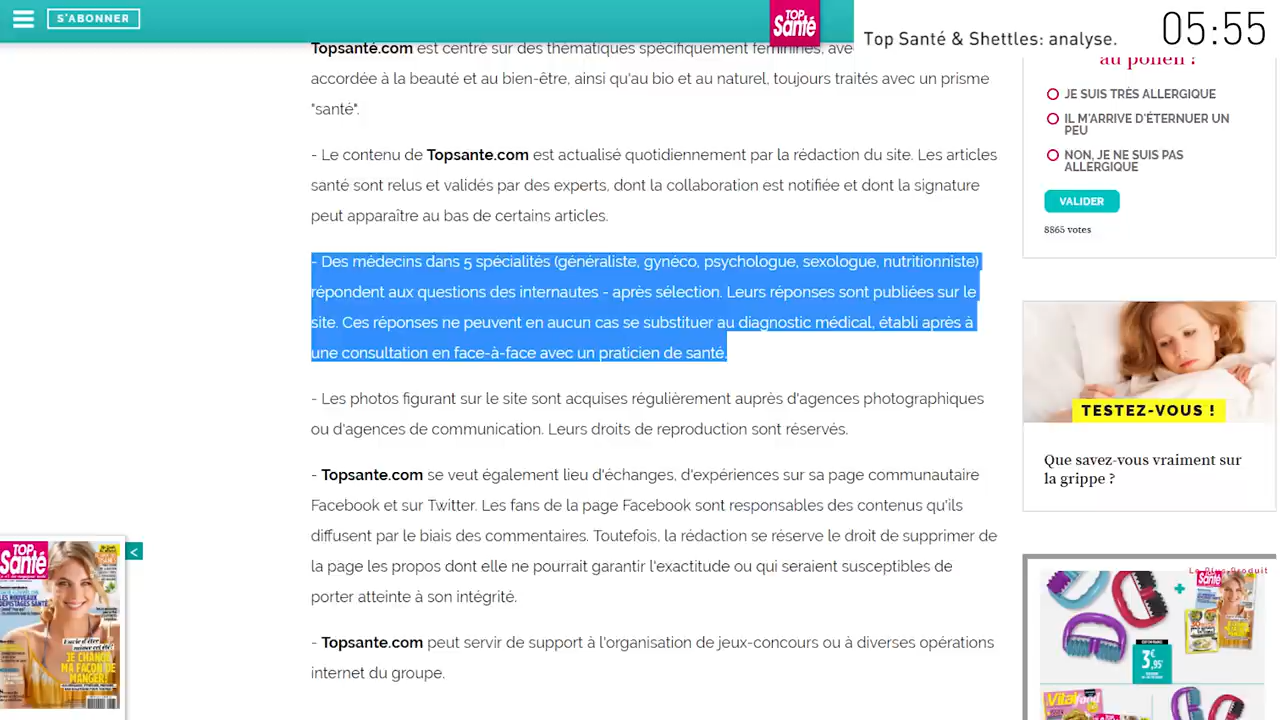 S'ABONNER
TOP
Santé
Top Santé & Shettles: analyse.
05:55
Topsante.com est centré sur des thématiques spécifiquement féminines, ave
accordée à la beauté et au bien-être, ainsi qu'au bio et au naturel, toujours traités avec un prisme
"santé".
- Le contenu de Topsante.com est actualisé quotidiennement par la rédaction du site. Les articles
santé sont relus et validés par des experts, dont la collaboration est notifiée et dont la signature
peut apparaître au bas de certains articles.
- Des médecins dans 5 spécialités (généraliste, gynéco, psychologue, sexologue, nutritionniste)
répondent aux questions des internautes - après sélection. Leurs réponses sont publiées sur le
site. Ces réponses ne peuvent en aucun cas se substituer au diagnostic médical, établi après à
une consultation en face-à-face avec un praticien de santé.
- Les photos figurant sur le site sont acquises régulièrement auprès d'agences photographiques
ou d'agences de communication. Leurs droits de reproduction sont réservés.
- Topsante.com se veut également lieu d'échanges, d'expériences sur sa page communautaire
Facebook et sur Twitter. Les fans de la page Facebook sont responsables des contenus qu'ils
diffusent par le biais des commentaires. Toutefois, la rédaction se réserve le droit de supprimer de
la page les propos dont elle ne pourrait garantir l'exactitude ou qui seraient susceptibles de
porter atteinte à son intégrité.
- Topsante.com peut servir de support à l'organisation de jeux-concours ou à diverses opérations
internet du groupe.
au pollen ?
JE SUIS TRÈS ALLERGIQUE
IL M'ARRIVE D'ÉTERNUER UN
PEU
NON, JE NE SUIS PAS
ALLERGIQUE
VALIDER
8865 votes
TESTEZ-VOUS !
Que savez-vous vraiment sur
la grippe ?
Le Plus Produit
3,95€
<
TOP
Santé
JE CHANGE
MA FAÇON DE
MANGER!